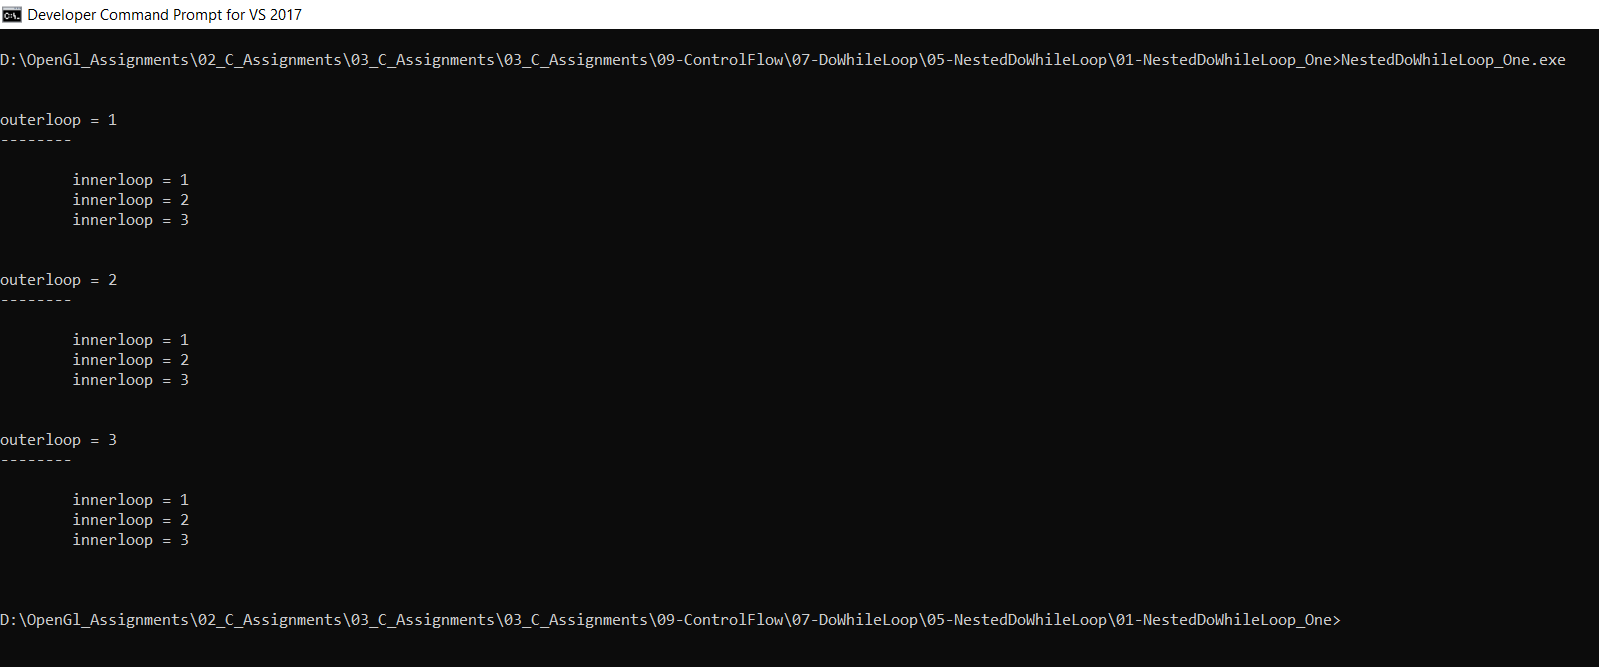 Developer Command Prompt for VS 2017
D:\OpenGl_Assignments\02_C_Assignments\03_C_Assignments\03_C_Assignments\09-ControlFlow\07-DoWhileLoop\05-NestedDoWhileLoop\01-NestedDoWhileLoop_One>NestedDoWhileLoop_One.exe
outerloop = 1
--------
innerloop = 1
innerloop = 2
innerloop = 3
outerloop = 2
--------
innerloop = 1
innerloop = 2
innerloop = 3
outerloop = 3
--------
innerloop = 1
innerloop = 2
innerloop = 3
D:\OpenGl_Assignments\02_C_Assignments\03_C_Assignments\03_C_Assignments\09-ControlFlow\07-DoWhileLoop\05-NestedDoWhileLoop\01-NestedDoWhileLoop_One>